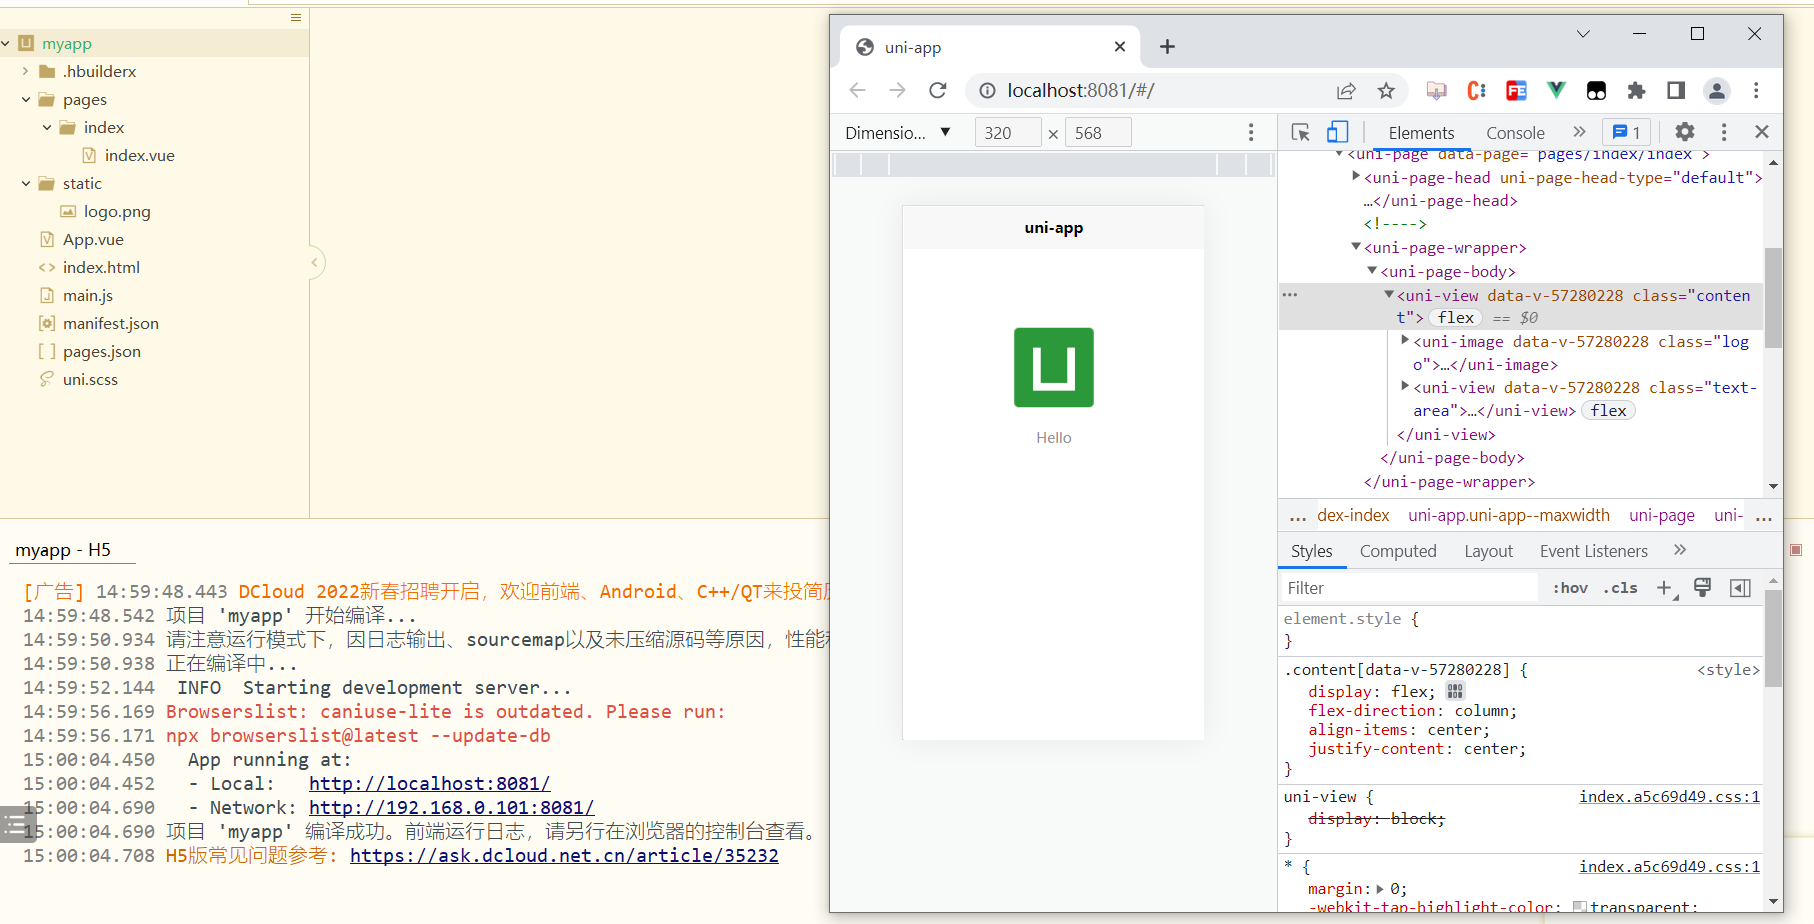 myapp
.hbuilderx
pages
index
index.vue
static
logo.png
App.vue
index.html
main.js
manifest.json
pages.json
uni.scss
myapp - H5
[广告] 14:59:48.443 DCloud 2022新春招聘开启，欢迎前端、Android、C++/QT来投简历
14:59:48.542 项目 'myapp' 开始编译...
14:59:50.934 请注意运行模式下，因日志输出、sourcemap以及未压缩源码等原因，性能
14:59:50.938 正在编译中...
14:59:52.144 INFO Starting development server...
14:59:56.169 Browserslist: caniuse-lite is outdated. Please run:
14:59:56.171 npx browserslist@latest --update-db
15:00:04.450 App running at:
15:00:04.452 - Local: http://localhost:8081/
15:00:04.690 - Network: http://192.168.0.101:8081/
15:00:04.690 项目 'myapp' 编译成功。前端运行日志，请另行在浏览器的控制台查看。
15:00:04.708 H5版常见问题参考: https://ask.dcloud.net.cn/article/35232
uni-app
localhost:8081/#/
Dimensio... 320 × 568
uni-app
Hello
Elements Console 1
<uni-page data-page="pages/index/index">
<uni-page-head uni-page-head-type="default">
…</uni-page-head>
<!---->
<uni-page-wrapper>
<uni-page-body>
<uni-view data-v-57280228 class="conten
t"> flex == $0
<uni-image data-v-57280228 class="log
o">…</uni-image>
<uni-view data-v-57280228 class="text-
area">…</uni-view> flex
</uni-view>
</uni-page-body>
</uni-page-wrapper>
... dex-index uni-app.uni-app--maxwidth uni-page uni- ...
Styles Computed Layout Event Listeners
Filter :hov .cls
element.style {
}
.content[data-v-57280228] { <style>
display: flex;
flex-direction: column;
align-items: center;
justify-content: center;
}
uni-view { index.a5c69d49.css:1
display: block;
}
* { index.a5c69d49.css:1
margin: 0;
-webkit-tap-highlight-color: transparent;